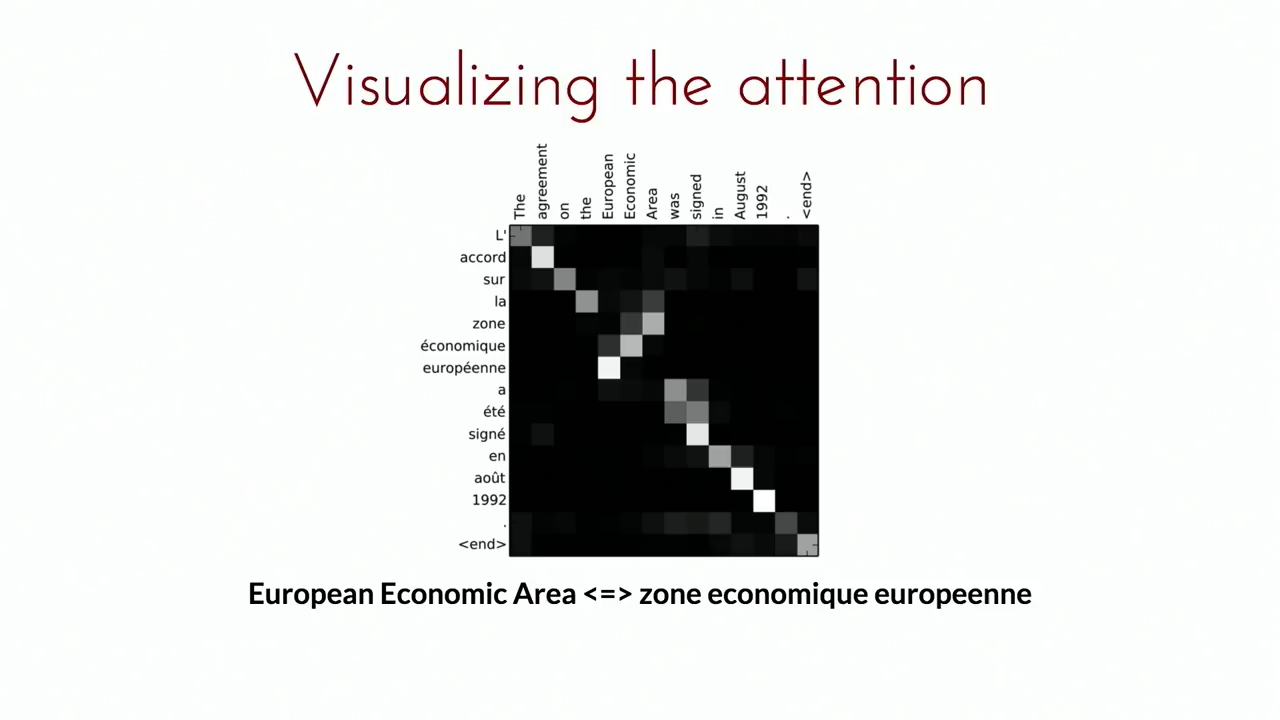 Visualizing the attention
The agreement on the European Economic Area was signed in August 1992 . <end>
L'
accord
sur
la
zone
économique
européenne
a
été
signé
en
août
1992
.
<end>
European Economic Area <=> zone economique europeenne